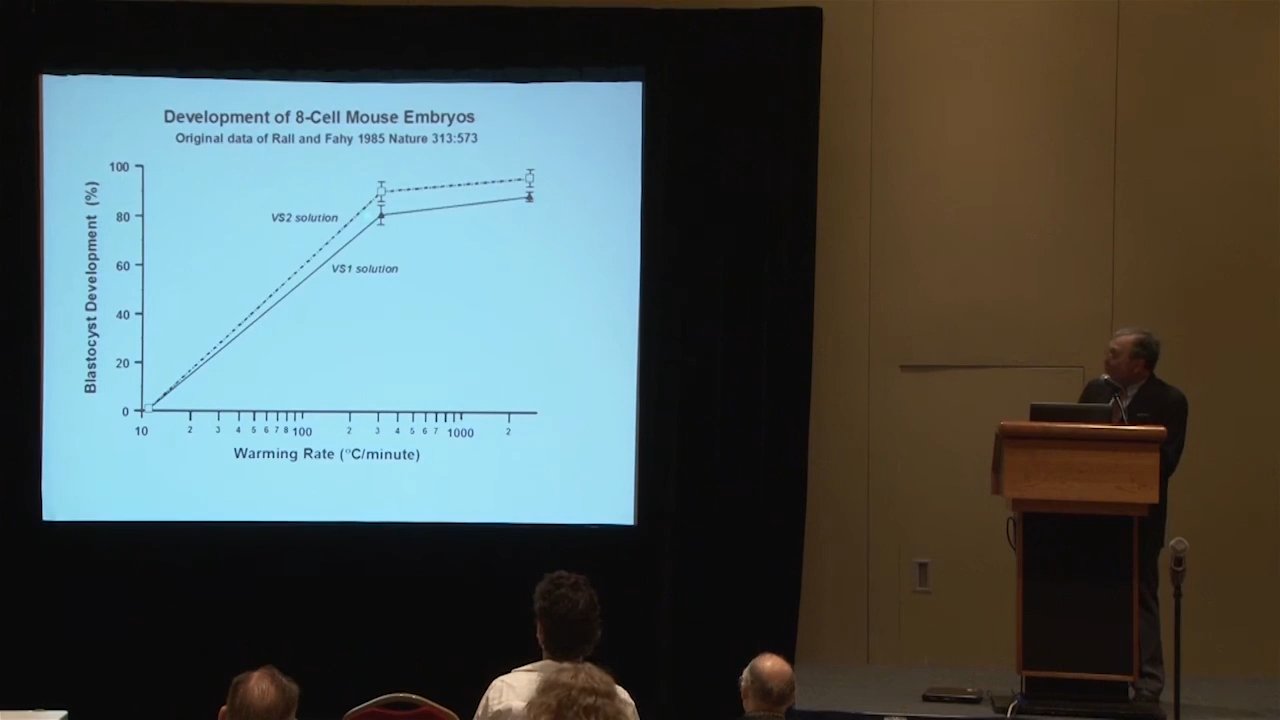 Development of 8-Cell Mouse Embryos
Original data of Rall and Fahy 1985 Nature 313:573
Blastocyst Development (%)
100
80
60
40
20
0
VS2 solution
VS1 solution
10 2 3 4 5 6 7 8 100 2 3 4 5 6 7 1000 2
Warming Rate (°C/minute)